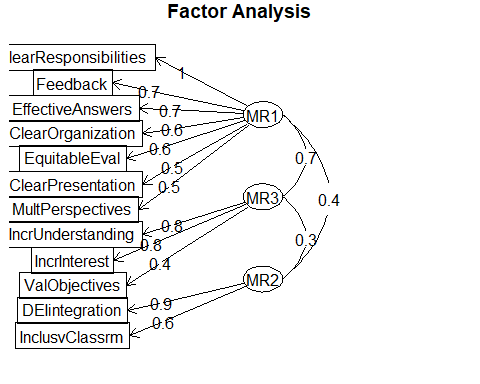 Factor Analysis
learResponsibilities
Feedback
EffectiveAnswers
ClearOrganization
EquitableEval
ClearPresentation
MultPerspectives
IncrUnderstanding
IncrInterest
ValObjectives
DEIintegration
InclusvClassrm
1
0.7
0.7
0.6
0.6
0.5
0.5
0.8
0.8
0.4
0.9
0.6
MR1
MR3
MR2
0.7
0.4
0.3